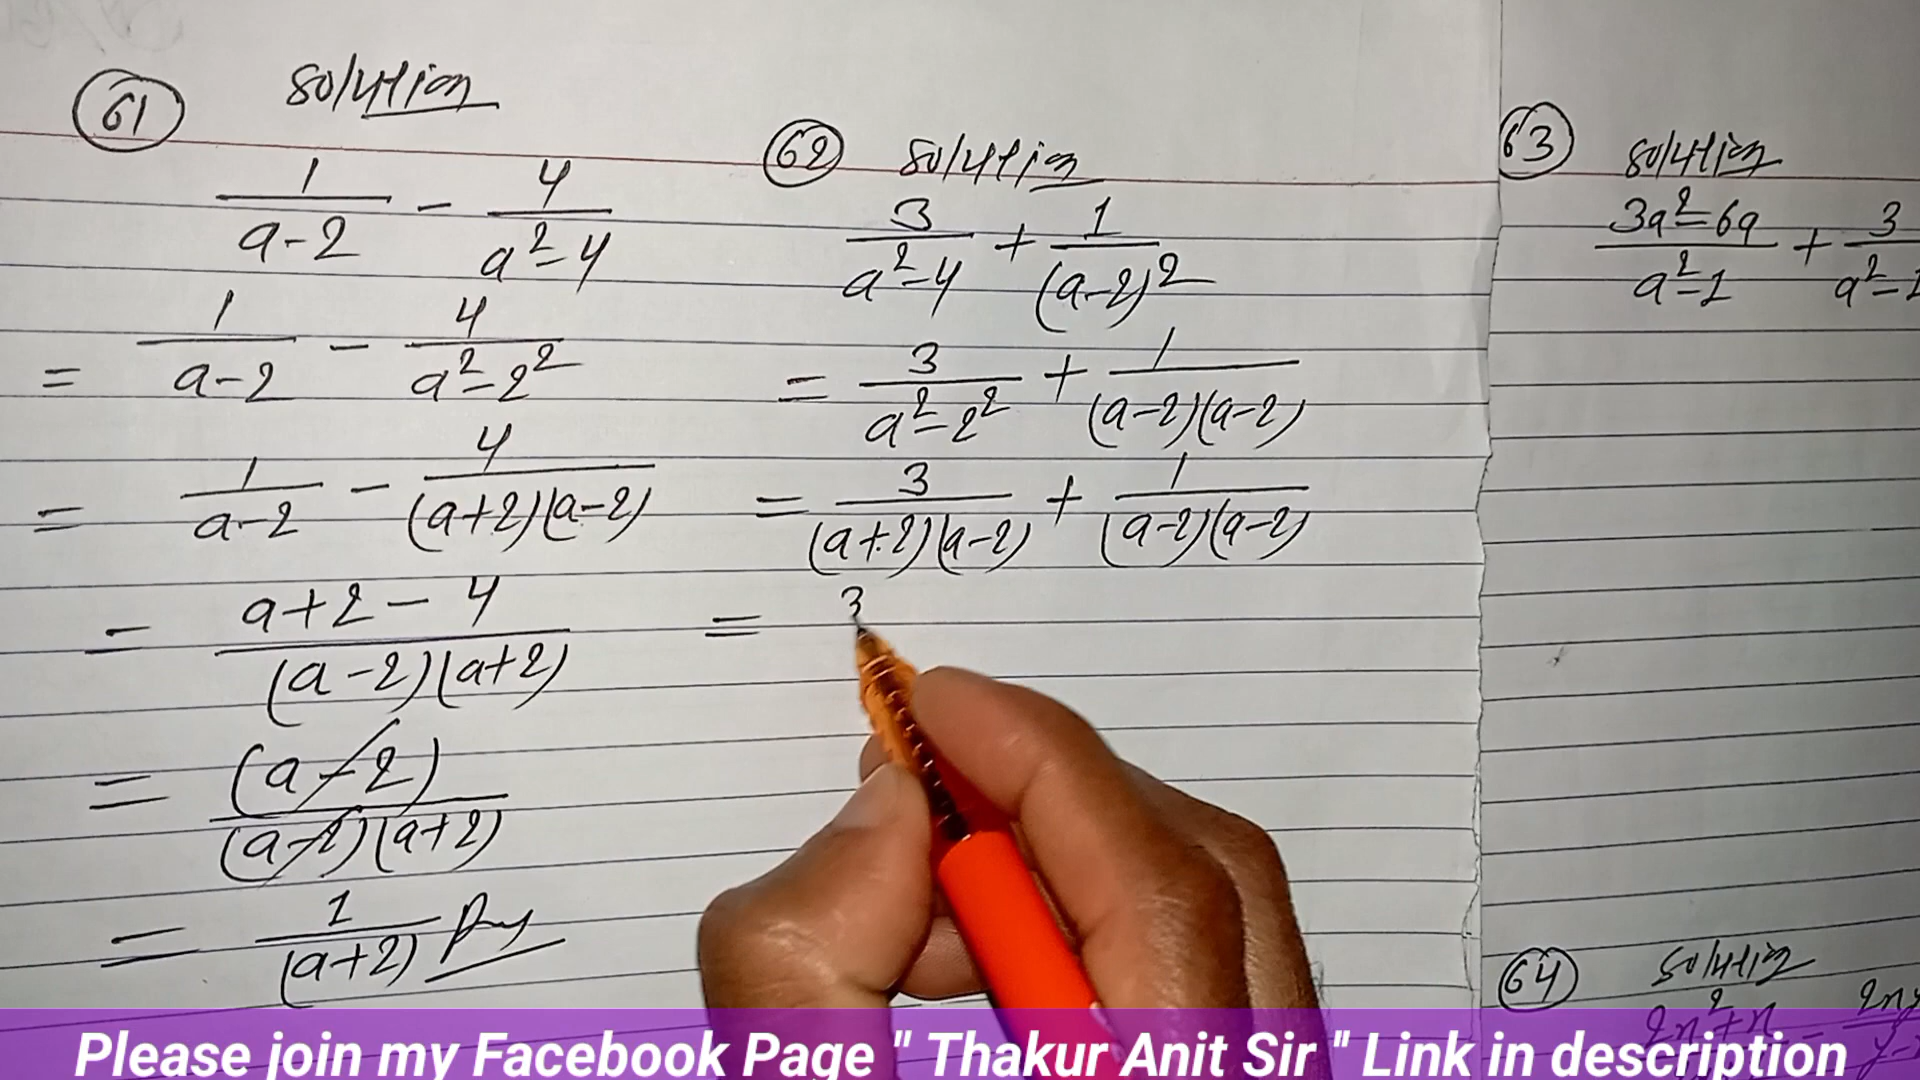 61 solution
1/(a-2) - 4/(a²-4)
= 1/(a-2) - 4/(a²-2²)
= 1/(a-2) - 4/((a+2)(a-2))
= (a+2-4)/((a-2)(a+2))
= (a-2)/((a-2)(a+2))
= 1/(a+2)
62 solution
3/(a²-4) + 1/(a-2)²
= 3/(a²-2²) + 1/((a-2)(a-2))
= 3/((a+2)(a-2)) + 1/((a-2)(a-2))
= 3
63 solution
(3a²-6a)/(a²-1) + 3/(a²-1
64 solution
Please join my Facebook Page " Thakur Anit Sir " Link in description